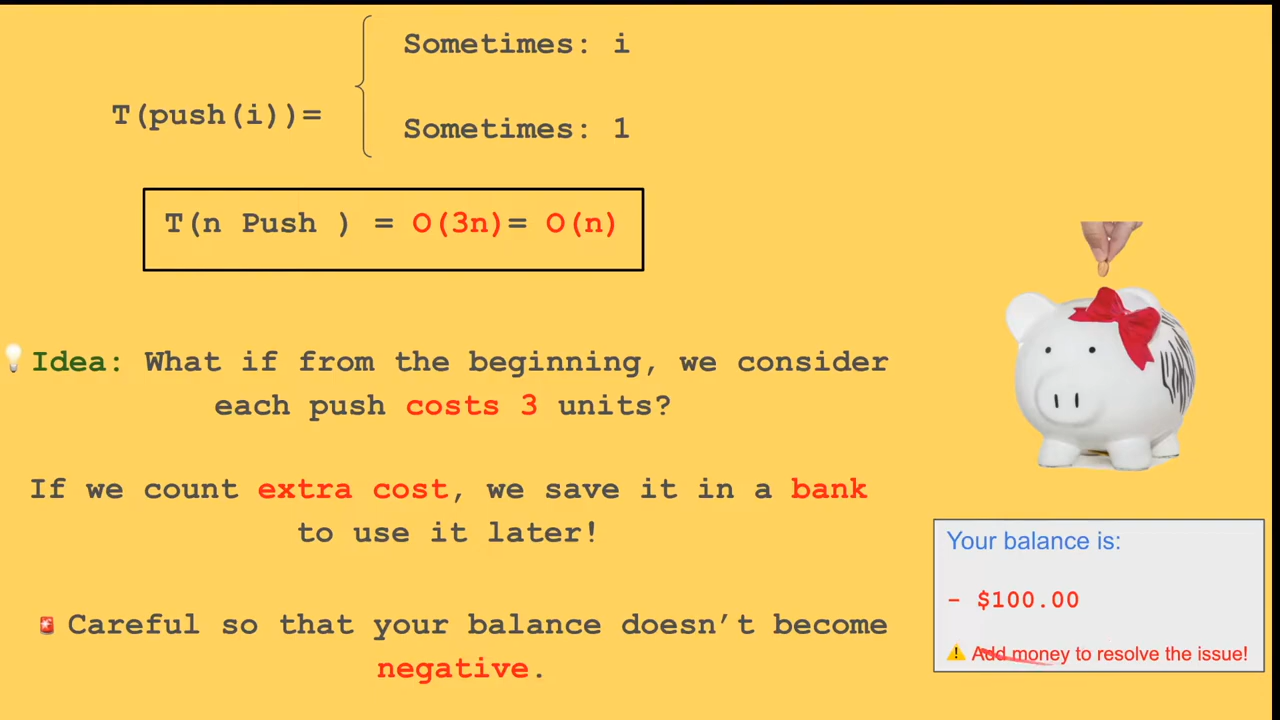 Sometimes: i
T(push(i))=
Sometimes: 1
T(n Push ) = O(3n)= O(n)
Idea: What if from the beginning, we consider
each push costs 3 units?
If we count extra cost, we save it in a bank
to use it later!
Careful so that your balance doesn’t become
negative.
Your balance is:
- $100.00
Add money to resolve the issue!